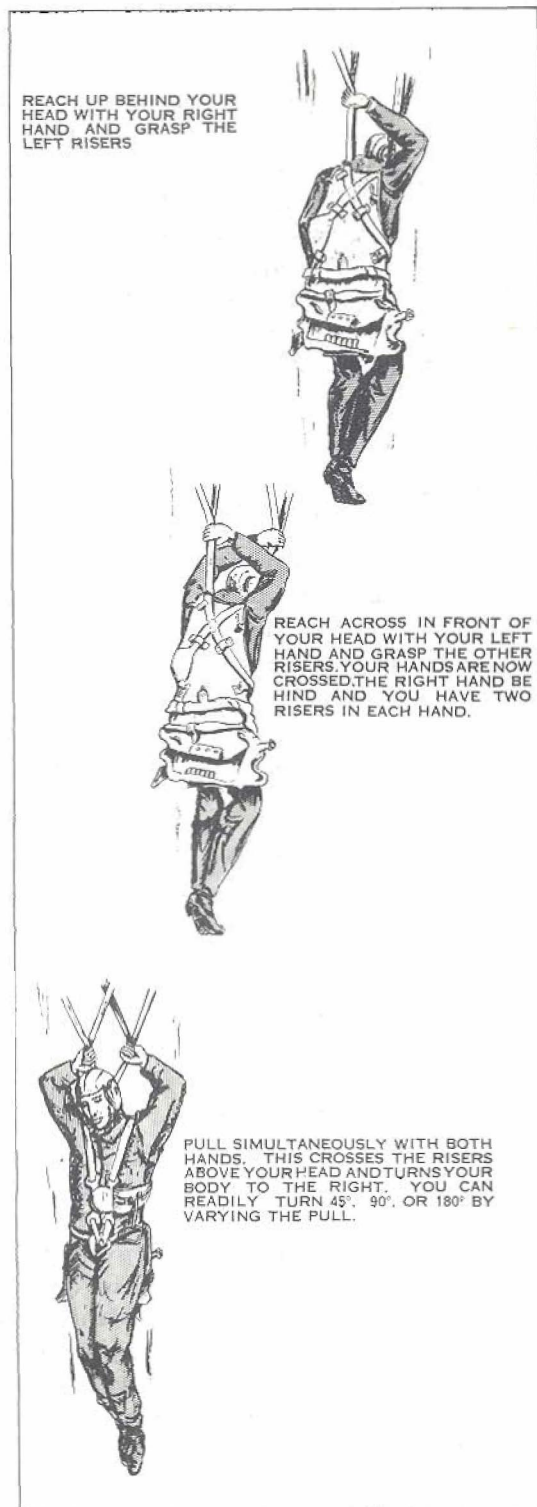 REACH UP BEHIND YOUR
HEAD WITH YOUR RIGHT
HAND AND GRASP THE
LEFT RISERS
REACH ACROSS IN FRONT OF
YOUR HEAD WITH YOUR LEFT
HAND AND GRASP THE OTHER
RISERS. YOUR HANDS ARE NOW
CROSSED. THE RIGHT HAND BE
HIND AND YOU HAVE TWO
RISERS IN EACH HAND.
PULL SIMULTANEOUSLY WITH BOTH
HANDS. THIS CROSSES THE RISERS
ABOVE YOUR HEAD AND TURNS YOUR
BODY TO THE RIGHT. YOU CAN
READILY TURN 45°, 90°, OR 180° BY
VARYING THE PULL.